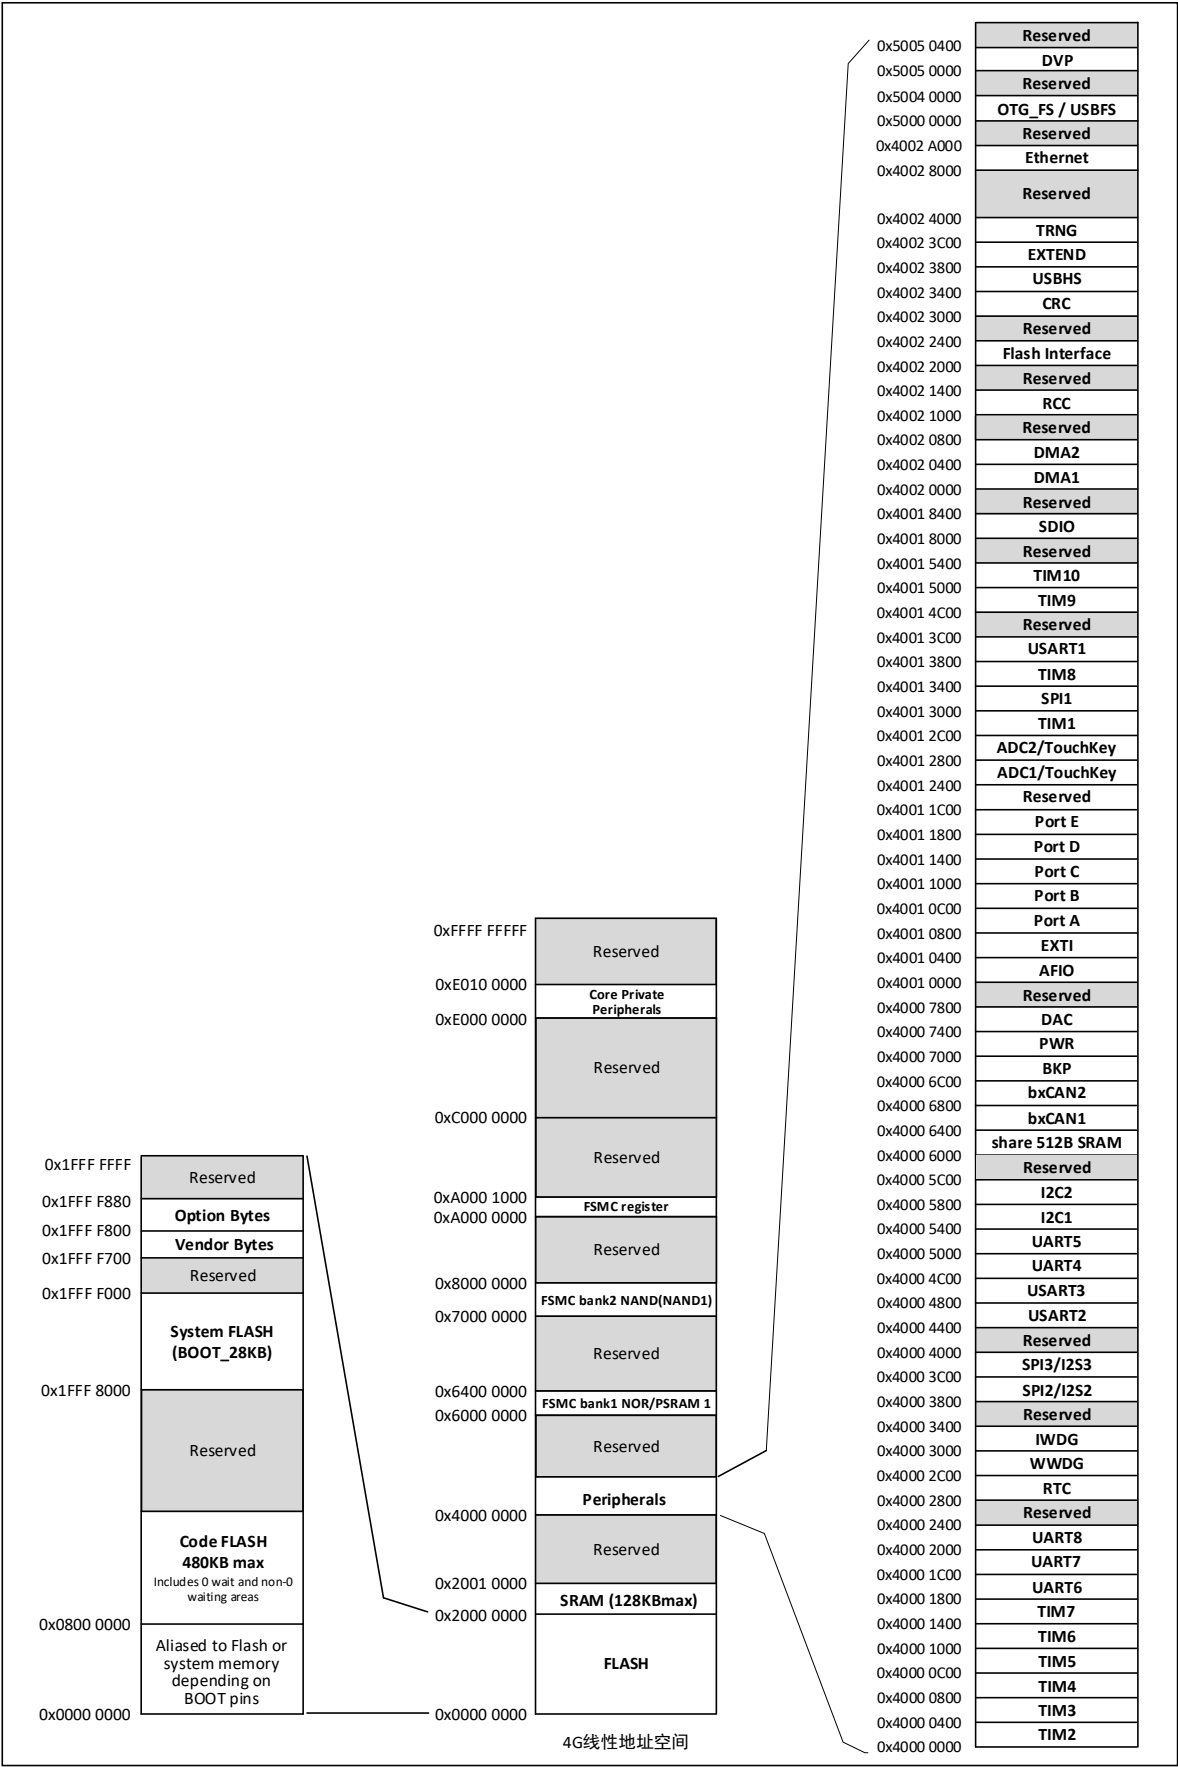 0x1FFF FFFF
Reserved
0x1FFF F880
Option Bytes
0x1FFF F800
Vendor Bytes
0x1FFF F700
Reserved
0x1FFF F000
System FLASH
(BOOT_28KB)
0x1FFF 8000
Reserved
Code FLASH
480KB max
Includes 0 wait and non-0
waiting areas
0x0800 0000
Aliased to Flash or
system memory
depending on
BOOT pins
0x0000 0000
0xFFFF FFFFF
Reserved
0xE010 0000
Core Private
Peripherals
0xE000 0000
Reserved
0xC000 0000
Reserved
0xA000 1000
FSMC register
0xA000 0000
Reserved
0x8000 0000
FSMC bank2 NAND(NAND1)
0x7000 0000
Reserved
0x6400 0000
FSMC bank1 NOR/PSRAM 1
0x6000 0000
Reserved
Peripherals
0x4000 0000
Reserved
0x2001 0000
SRAM (128KBmax)
0x2000 0000
FLASH
0x0000 0000
4G线性地址空间
Reserved
0x5005 0400
DVP
0x5005 0000
Reserved
0x5004 0000
OTG_FS / USBFS
0x5000 0000
Reserved
0x4002 A000
Ethernet
0x4002 8000
Reserved
0x4002 4000
TRNG
0x4002 3C00
EXTEND
0x4002 3800
USBHS
0x4002 3400
CRC
0x4002 3000
Reserved
0x4002 2400
Flash Interface
0x4002 2000
Reserved
0x4002 1400
RCC
0x4002 1000
Reserved
0x4002 0800
DMA2
0x4002 0400
DMA1
0x4002 0000
Reserved
0x4001 8400
SDIO
0x4001 8000
Reserved
0x4001 5400
TIM10
0x4001 5000
TIM9
0x4001 4C00
Reserved
0x4001 3C00
USART1
0x4001 3800
TIM8
0x4001 3400
SPI1
0x4001 3000
TIM1
0x4001 2C00
ADC2/TouchKey
0x4001 2800
ADC1/TouchKey
0x4001 2400
Reserved
0x4001 1C00
Port E
0x4001 1800
Port D
0x4001 1400
Port C
0x4001 1000
Port B
0x4001 0C00
Port A
0x4001 0800
EXTI
0x4001 0400
AFIO
0x4001 0000
Reserved
0x4000 7800
DAC
0x4000 7400
PWR
0x4000 7000
BKP
0x4000 6C00
bxCAN2
0x4000 6800
bxCAN1
0x4000 6400
share 512B SRAM
0x4000 6000
Reserved
0x4000 5C00
I2C2
0x4000 5800
I2C1
0x4000 5400
UART5
0x4000 5000
UART4
0x4000 4C00
USART3
0x4000 4800
USART2
0x4000 4400
Reserved
0x4000 4000
SPI3/I2S3
0x4000 3C00
SPI2/I2S2
0x4000 3800
Reserved
0x4000 3400
IWDG
0x4000 3000
WWDG
0x4000 2C00
RTC
0x4000 2800
Reserved
0x4000 2400
UART8
0x4000 2000
UART7
0x4000 1C00
UART6
0x4000 1800
TIM7
0x4000 1400
TIM6
0x4000 1000
TIM5
0x4000 0C00
TIM4
0x4000 0800
TIM3
0x4000 0400
TIM2
0x4000 0000